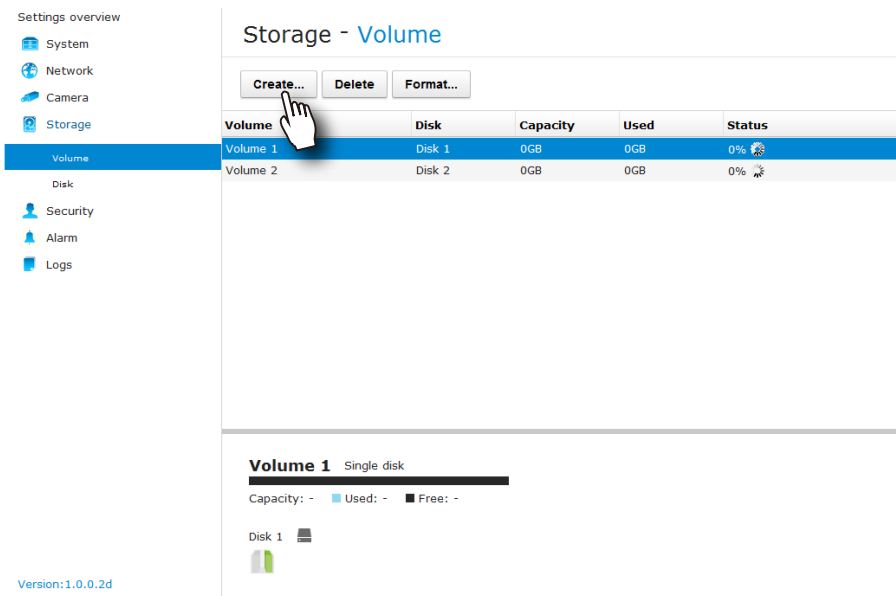 Settings overview
System
Network
Camera
Storage
Volume
Disk
Security
Alarm
Logs
Version:1.0.0.2d
Storage - Volume
Create... Delete Format...
Volume Disk Capacity Used Status
Volume 1 Disk 1 0GB 0GB 0%
Volume 2 Disk 2 0GB 0GB 0%
Volume 1 Single disk
Capacity: - Used: - Free: -
Disk 1